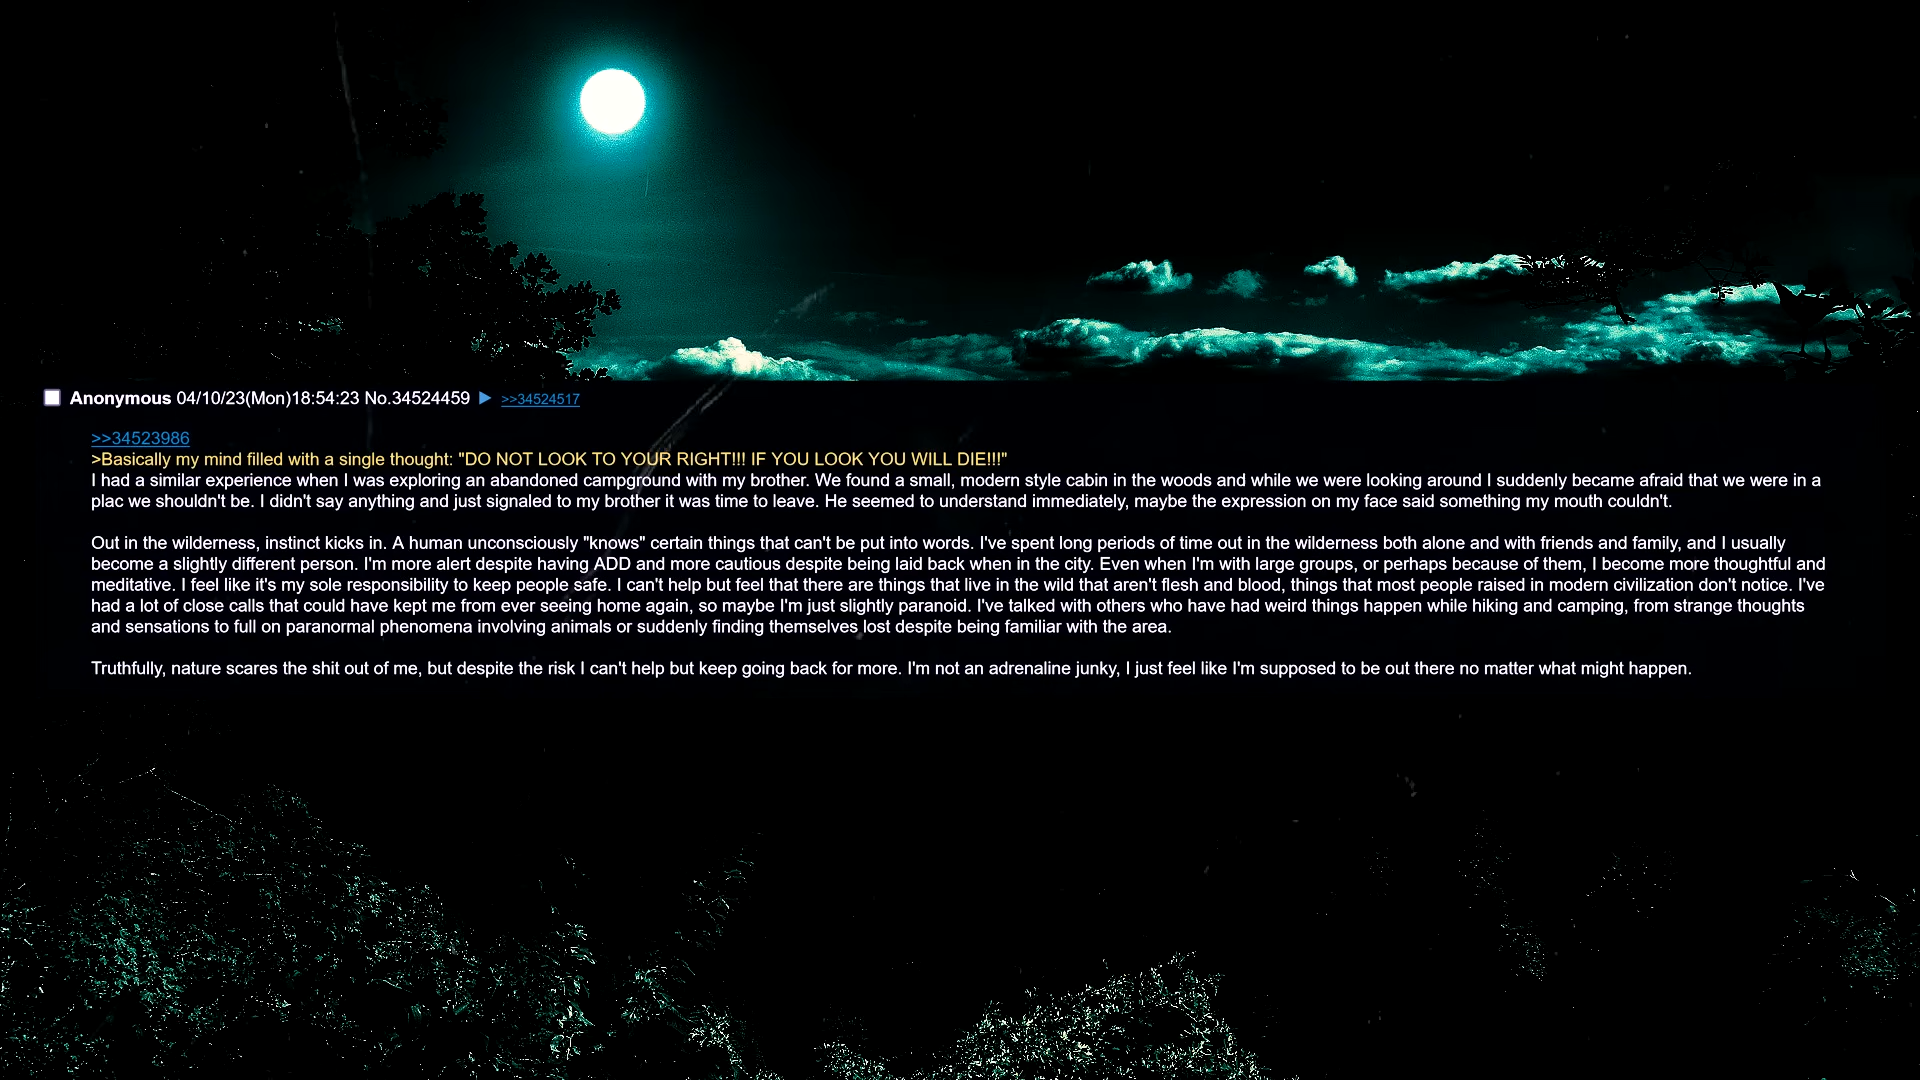 Anonymous 04/10/23(Mon)18:54:23 No.34524459 ▶ >>34524517
>>34523986
>Basically my mind filled with a single thought: "DO NOT LOOK TO YOUR RIGHT!!! IF YOU LOOK YOU WILL DIE!!!"
I had a similar experience when I was exploring an abandoned campground with my brother. We found a small, modern style cabin in the woods and while we were looking around I suddenly became afraid that we were in a
plac we shouldn't be. I didn't say anything and just signaled to my brother it was time to leave. He seemed to understand immediately, maybe the expression on my face said something my mouth couldn't.
Out in the wilderness, instinct kicks in. A human unconsciously "knows" certain things that can't be put into words. I've spent long periods of time out in the wilderness both alone and with friends and family, and I usually
become a slightly different person. I'm more alert despite having ADD and more cautious despite being laid back when in the city. Even when I'm with large groups, or perhaps because of them, I become more thoughtful and
meditative. I feel like it's my sole responsibility to keep people safe. I can't help but feel that there are things that live in the wild that aren't flesh and blood, things that most people raised in modern civilization don't notice. I've
had a lot of close calls that could have kept me from ever seeing home again, so maybe I'm just slightly paranoid. I've talked with others who have had weird things happen while hiking and camping, from strange thoughts
and sensations to full on paranormal phenomena involving animals or suddenly finding themselves lost despite being familiar with the area.
Truthfully, nature scares the shit out of me, but despite the risk I can't help but keep going back for more. I'm not an adrenaline junky, I just feel like I'm supposed to be out there no matter what might happen.